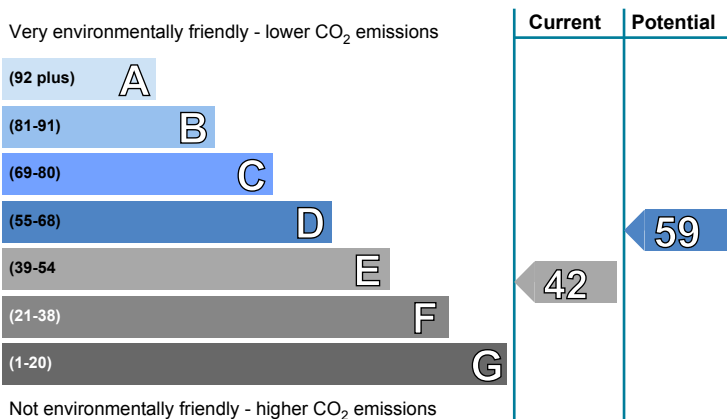 Very environmentally friendly - lower CO2 emissions
Current
Potential
(92 plus) A
(81-91) B
(69-80) C
(55-68) D
59
(39-54 E
42
(21-38) F
(1-20) G
Not environmentally friendly - higher CO2 emissions